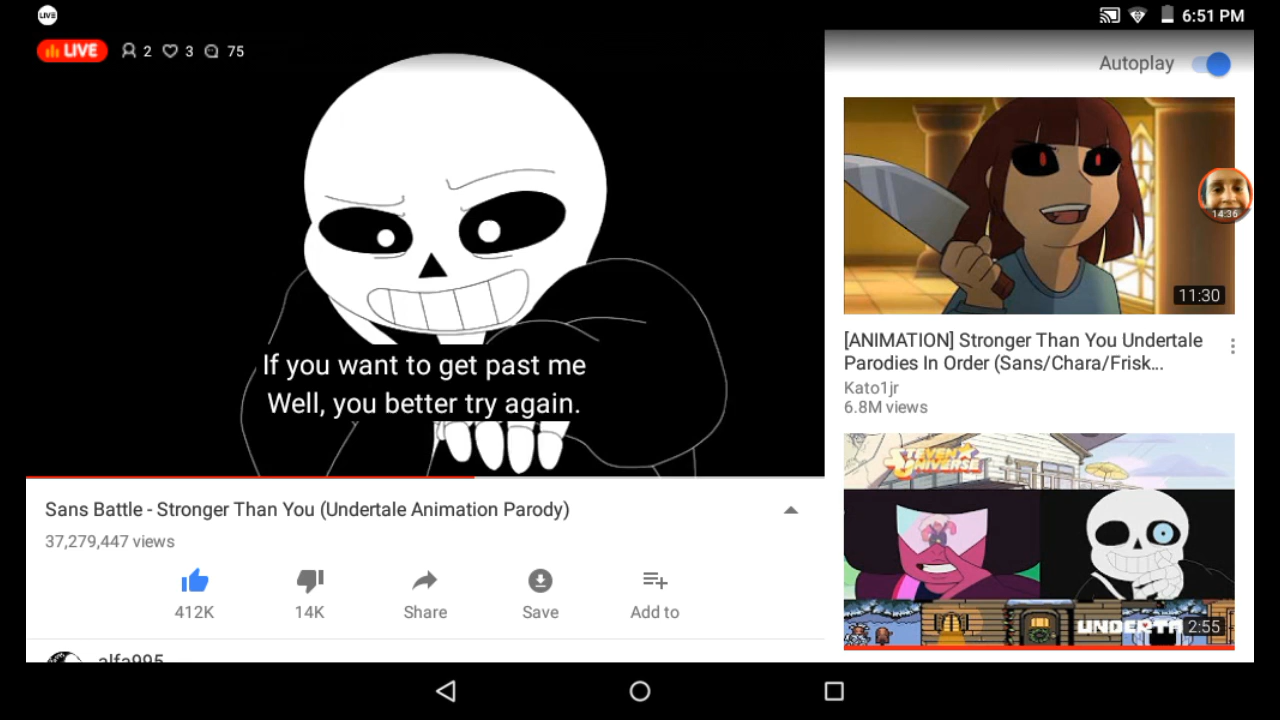 LIVE
6:51 PM
LIVE 2 3 75
Autoplay
14:36
11:30
If you want to get past me
Well, you better try again.
[ANIMATION] Stronger Than You Undertale
Parodies In Order (Sans/Chara/Frisk...
Kato1jr
6.8M views
STEVEN
UNIVERSE
UNDERTA
2:55
Sans Battle - Stronger Than You (Undertale Animation Parody)
37,279,447 views
412K 14K Share Save Add to
alfa995